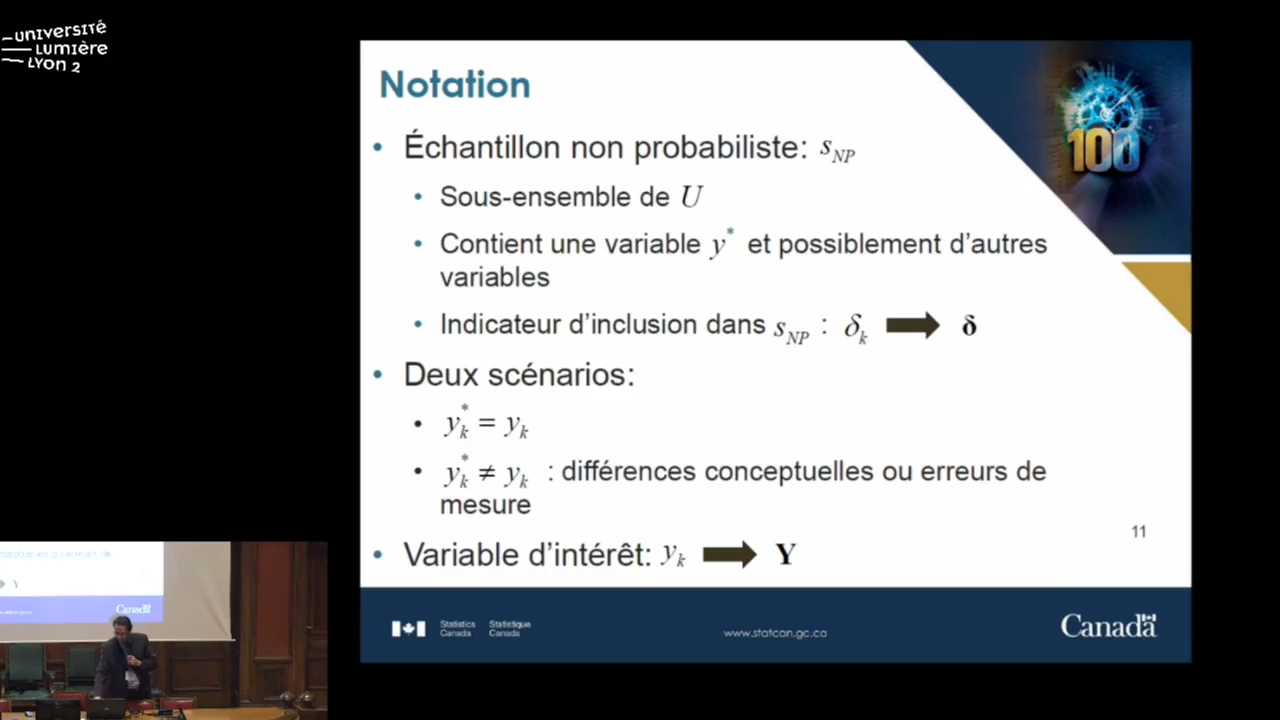 université
Lumière
Lyon 2
Notation
100
• Échantillon non probabiliste: s_NP
• Sous-ensemble de U
• Contient une variable y* et possiblement d'autres
variables
• Indicateur d'inclusion dans s_NP : δ_k ➡ δ
• Deux scénarios:
• y*_k = y_k
• y*_k ≠ y_k : différences conceptuelles ou erreurs de
mesure
11
• Variable d'intérêt: y_k ➡ Y
Statistics Statistique
Canada Canada
www.statcan.gc.ca
Canada
Canada